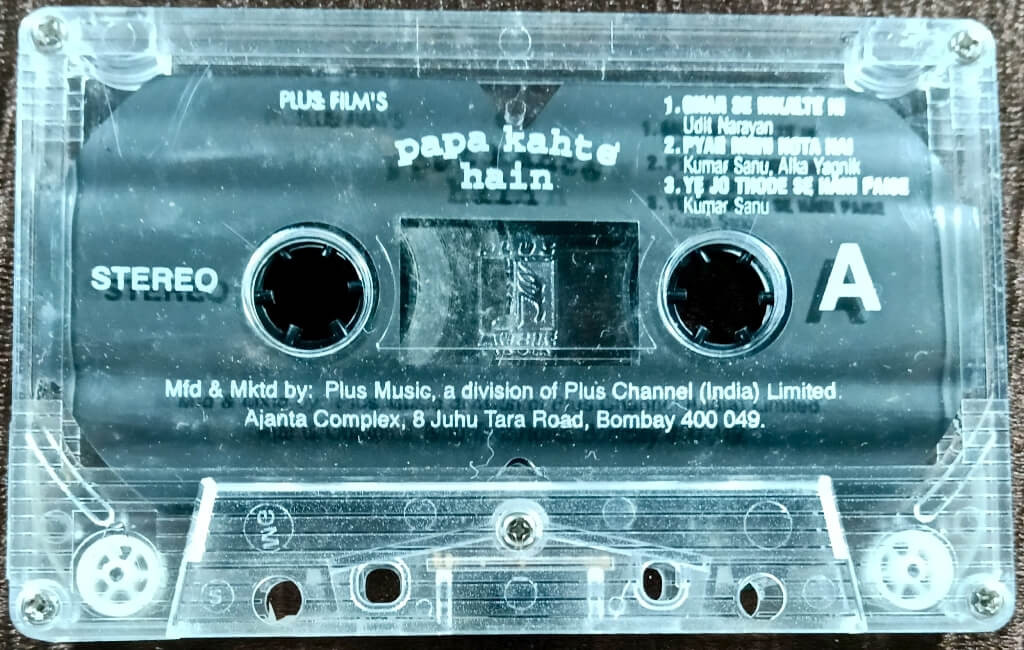 PLUS FILM'S
papa kahte
hain
1. GHAR SE NIKALTE HI
Udit Narayan
2. PYAR HOTA HAI
Kumar Sanu, Alka Yagnik
3. YE JO THODE SE HAIN PAISE
Kumar Sanu
STEREO
A
Mfd & Mktd by: Plus Music, a division of Plus Channel (India) Limited.
Ajanta Complex, 8 Juhu Tara Road, Bombay 400 049.